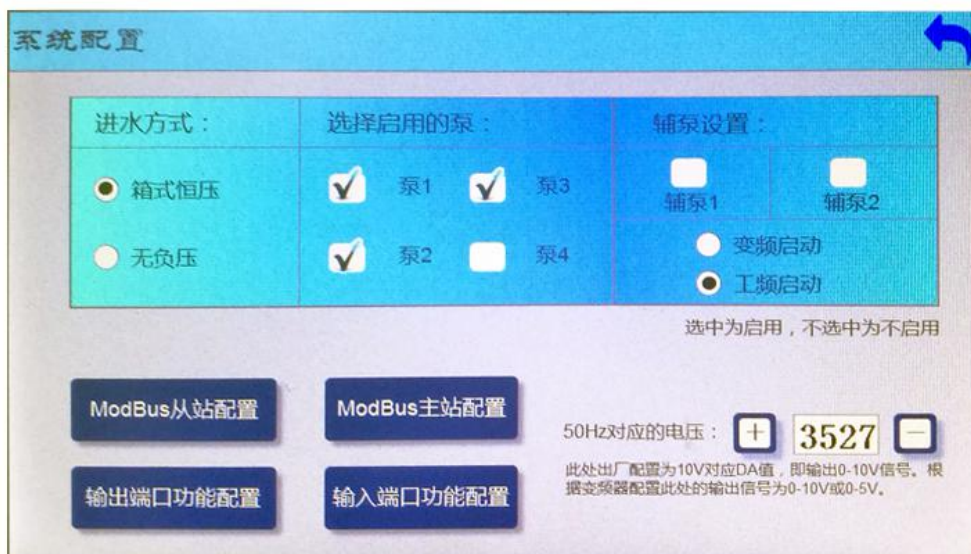 系统配置
进水方式：
选择启用的泵：
辅泵设置：
箱式恒压
泵1
泵3
辅泵1
辅泵2
无负压
泵2
泵4
变频启动
工频启动
选中为启用，不选中为不启用
ModBus从站配置
ModBus主站配置
50Hz对应的电压：
+
3527
-
此处出厂配置为10V对应DA值，即输出0-10V信号。根
据变频器配置此处的输出信号为0-10V或0-5V。
输出端口功能配置
输入端口功能配置